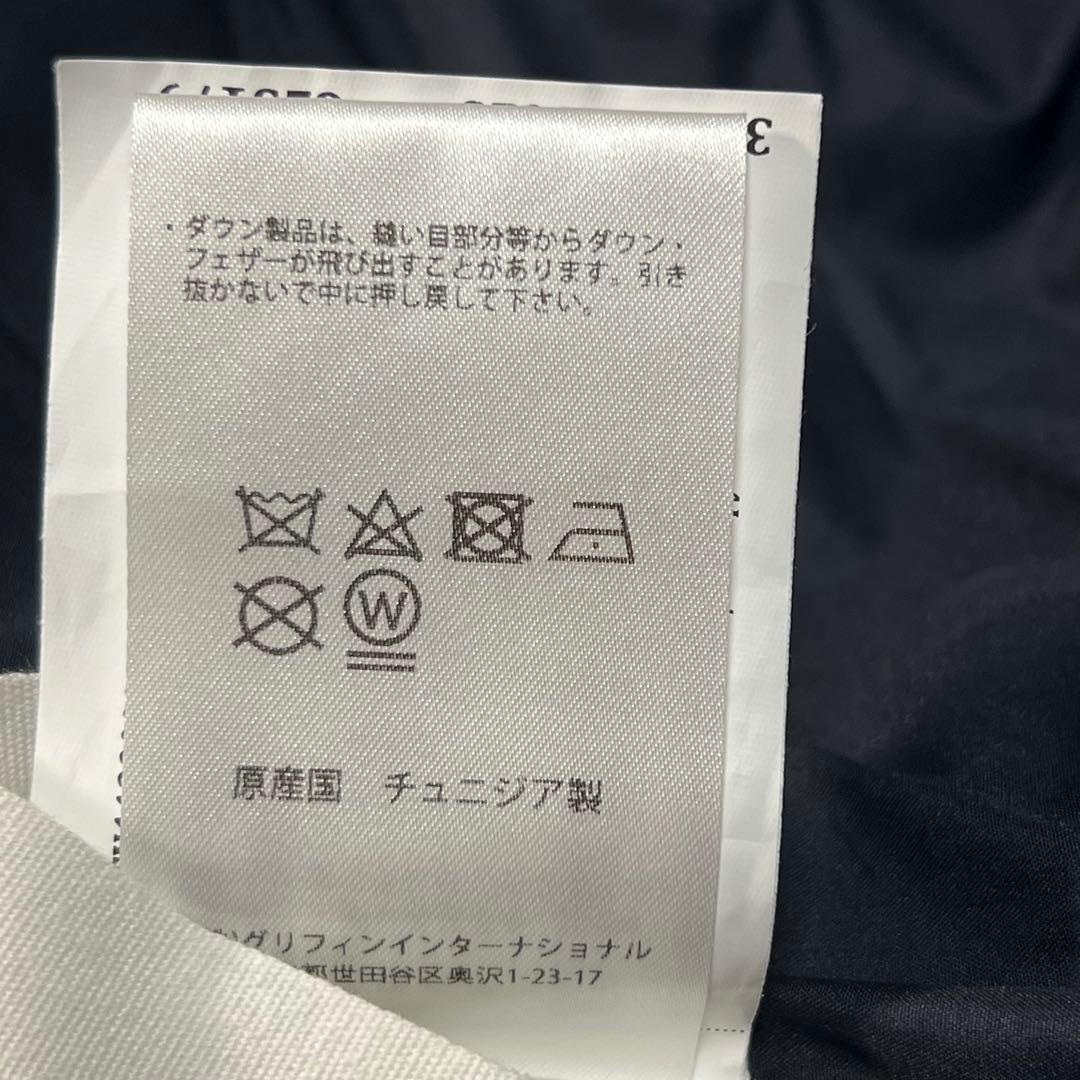 ・ダウン製品は、縫い目部分等からダウン・
フェザーが飛び出すことがあります。引き
抜かないで中に押し戻して下さい。
W
原産国　チュニジア製
グリフィンインターナショナル
都世田谷区奥沢1-23-17
3